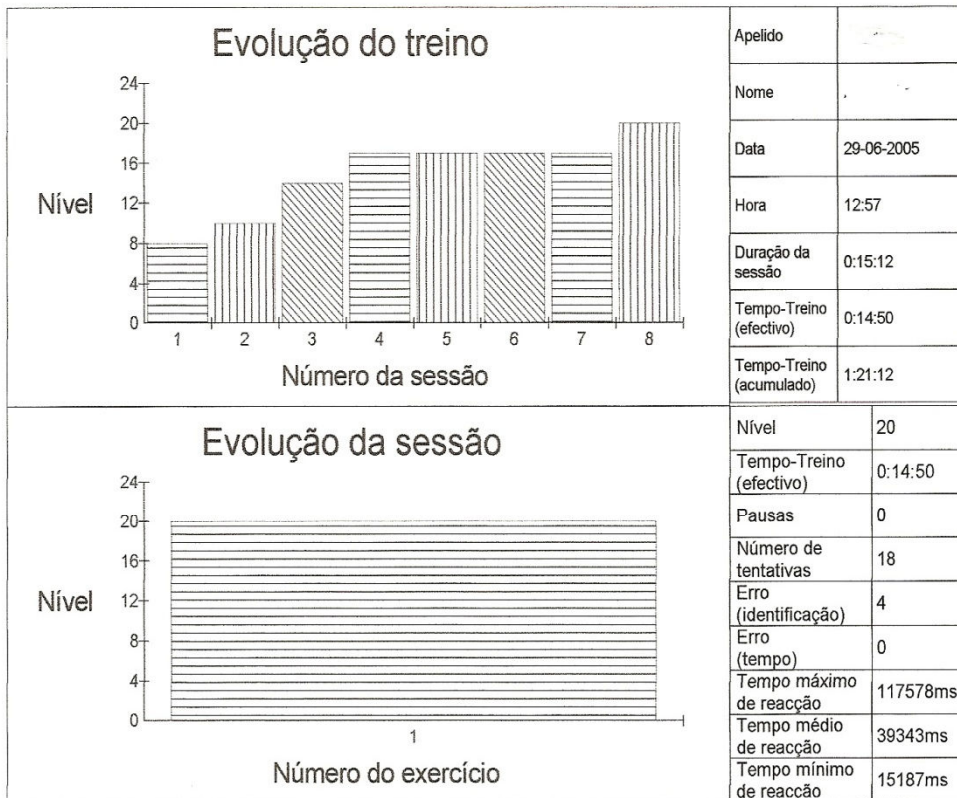 Evolução do treino
24
20
16
12
8
4
0
Nível
1 2 3 4 5 6 7 8
Número da sessão
Apelido
Nome
Data 29-06-2005
Hora 12:57
Duração da
sessão 0:15:12
Tempo-Treino
(efectivo) 0:14:50
Tempo-Treino
(acumulado) 1:21:12
Evolução da sessão
24
20
16
12
8
4
0
Nível
1
Número do exercício
Nível 20
Tempo-Treino
(efectivo) 0:14:50
Pausas 0
Número de
tentativas 18
Erro
(identificação) 4
Erro
(tempo) 0
Tempo máximo
de reacção 117578ms
Tempo médio
de reacção 39343ms
Tempo mínimo
de reacção 15187ms